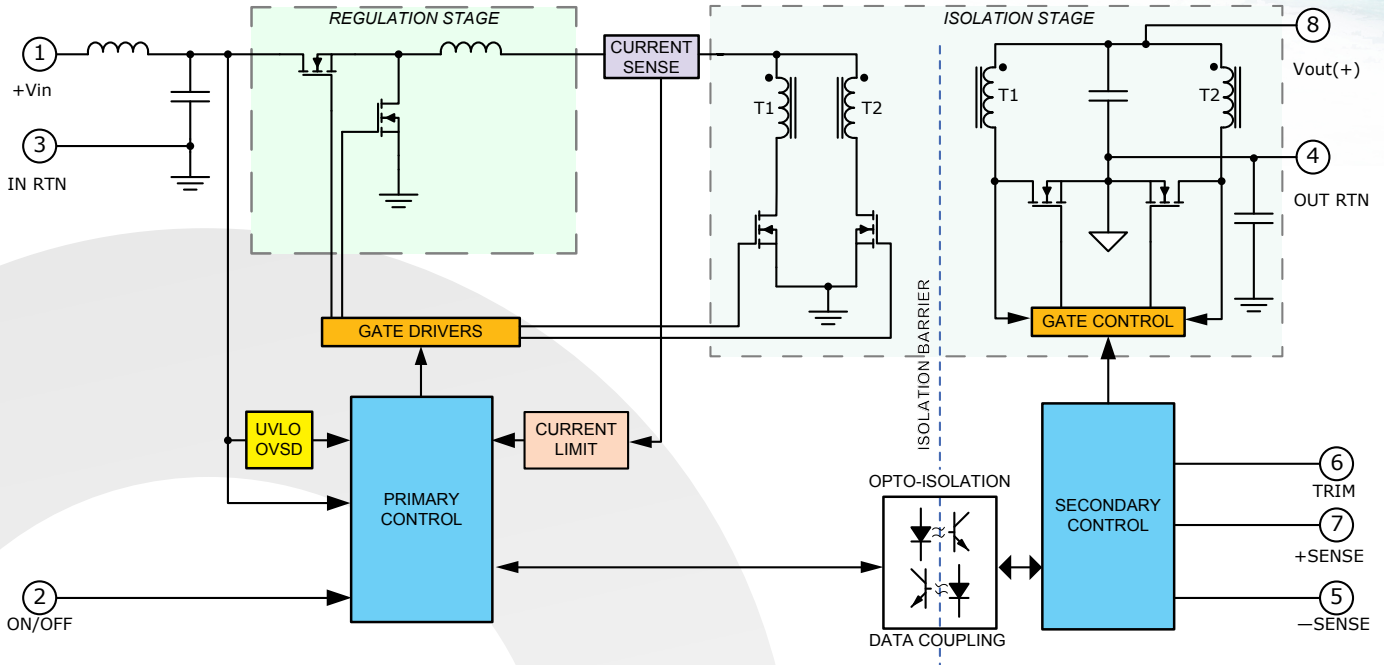 REGULATION STAGE
ISOLATION STAGE
1
+Vin
CURRENT
SENSE
8
Vout(+)
T1
T2
T1
T2
3
IN RTN
4
OUT RTN
GATE DRIVERS
GATE CONTROL
ISOLATION BARRIER
UVLO
OVSD
CURRENT
LIMIT
PRIMARY
CONTROL
OPTO-ISOLATION
SECONDARY
CONTROL
6
TRIM
7
+SENSE
2
ON/OFF
5
—SENSE
DATA COUPLING